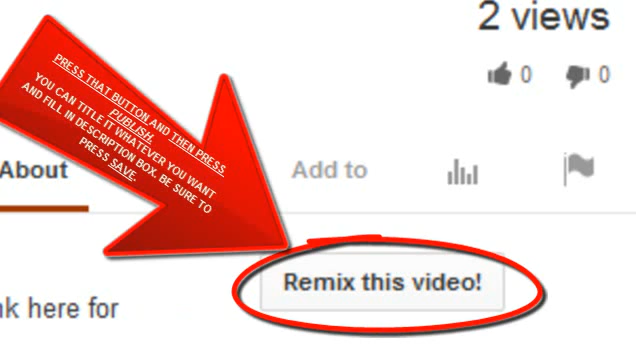 2 views
0 0
PRESS THAT BUTTON AND THEN PRESS
PUBLISH.
YOU CAN TITLE IT WHATEVER YOU WANT
AND FILL IN DESCRIPTION BOX. BE SURE TO
PRESS SAVE.
About Add to
Remix this video!
nk here for